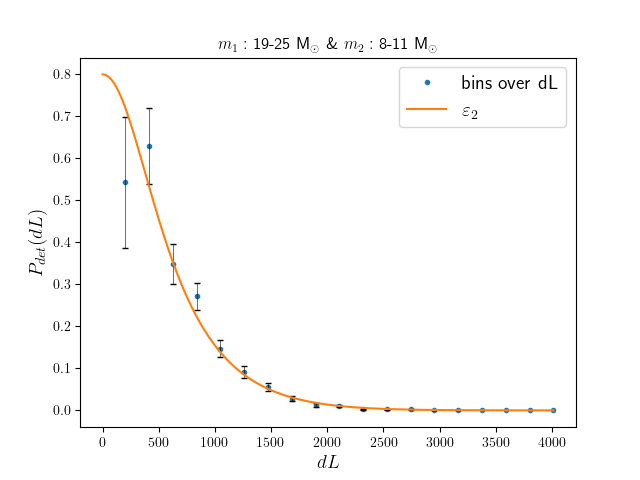 m₁ : 19-25 M⊙ & m₂ : 8-11 M⊙
bins over dL
ε₂
P_det(dL)
0.8
0.7
0.6
0.5
0.4
0.3
0.2
0.1
0.0
0 500 1000 1500 2000 2500 3000 3500 4000
dL